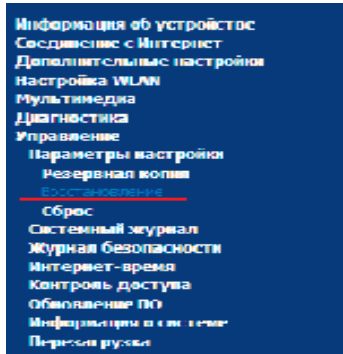 Информация об устройстве
Соединение с Интернет
Дополнительные настройки
Настройка WLAN
Мультимедиа
Диагностика
Управление
Параметры настройки
Резервная копия
Восстановление
Сброс
Системный журнал
Журнал безопасности
Интернет-время
Контроль доступа
Обновление ПО
Информация о системе
Перезагрузка